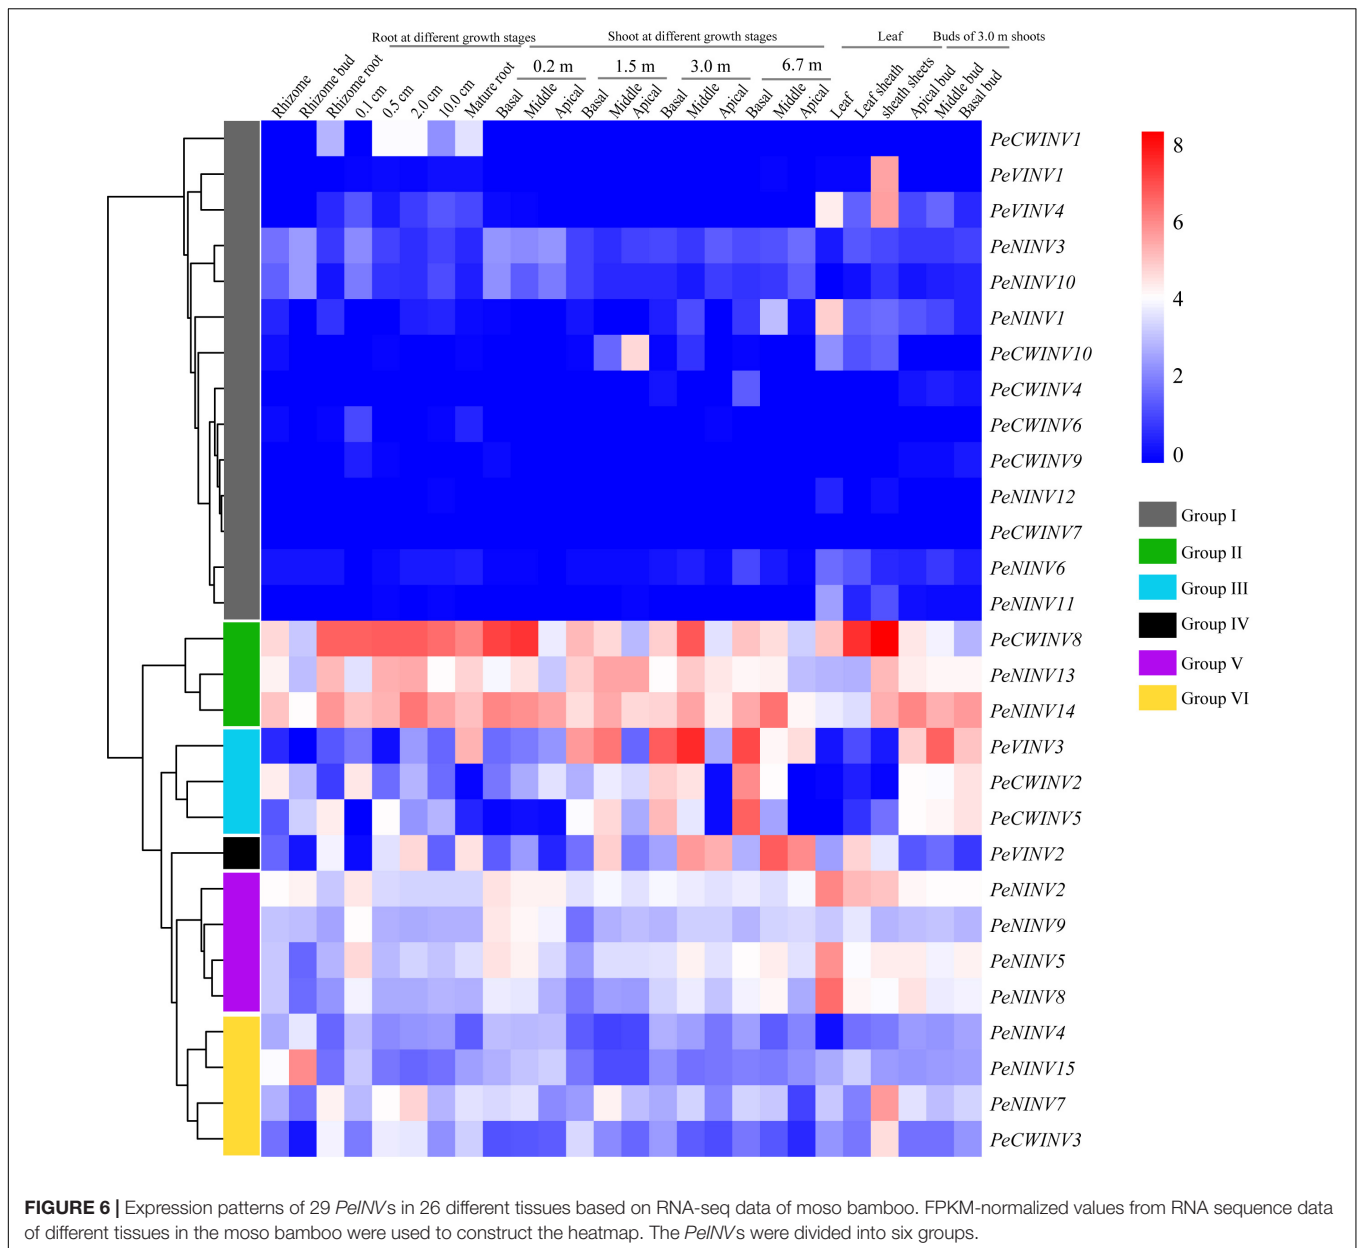 Root at different growth stages
Shoot at different growth stages
Leaf
Buds of 3.0 m shoots
0.2 m
1.5 m
3.0 m
6.7 m
Rhizome
Rhizome bud
Rhizome root
0.1 cm
0.5 cm
2.0 cm
10.0 cm
Mature root
Basal
Middle
Apical
Basal
Middle
Apical
Basal
Middle
Apical
Basal
Middle
Apical
Leaf
Leaf sheath
sheath sheets
Apical bud
Middle bud
Basal bud
PeCWINV1
PeVINV1
PeVINV4
PeNINV3
PeNINV10
PeNINV1
PeCWINV10
PeCWINV4
PeCWINV6
PeCWINV9
PeNINV12
PeCWINV7
PeNINV6
PeNINV11
PeCWINV8
PeNINV13
PeNINV14
PeVINV3
PeCWINV2
PeCWINV5
PeVINV2
PeNINV2
PeNINV9
PeNINV5
PeNINV8
PeNINV4
PeNINV15
PeNINV7
PeCWINV3
8
6
4
2
0
Group I
Group II
Group III
Group IV
Group V
Group VI
FIGURE 6 | Expression patterns of 29 PeINVs in 26 different tissues based on RNA-seq data of moso bamboo. FPKM-normalized values from RNA sequence data
of different tissues in the moso bamboo were used to construct the heatmap. The PeINVs were divided into six groups.